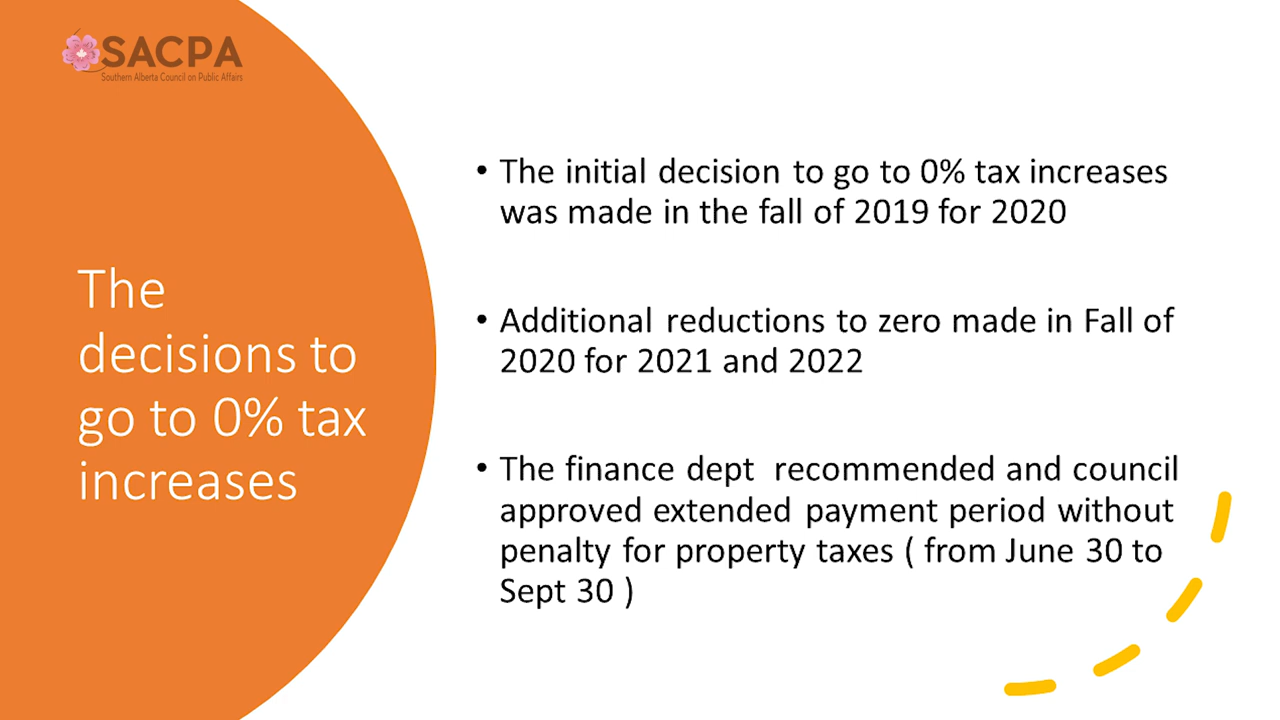 SACPA
Southern Alberta Council on Public Affairs
The
decisions to
go to 0% tax
increases
• The initial decision to go to 0% tax increases
was made in the fall of 2019 for 2020
• Additional reductions to zero made in Fall of
2020 for 2021 and 2022
• The finance dept recommended and council
approved extended payment period without
penalty for property taxes ( from June 30 to
Sept 30 )